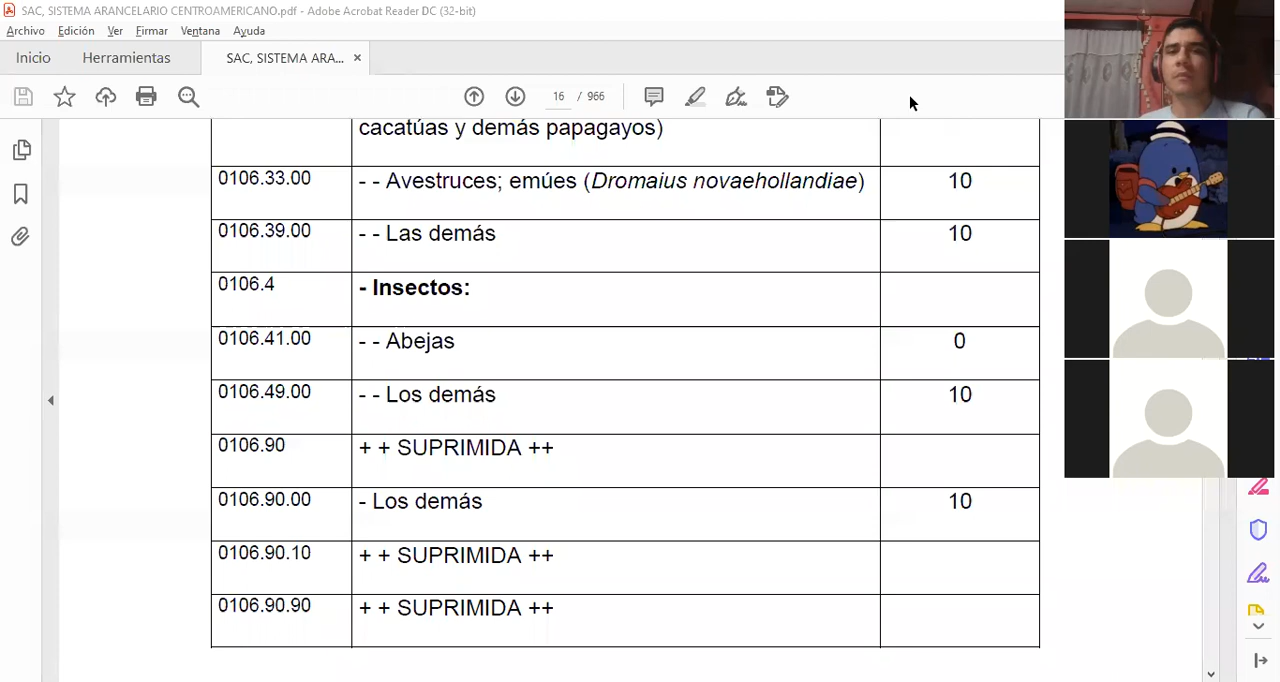 SAC, SISTEMA ARANCELARIO CENTROAMERICANO.pdf - Adobe Acrobat Reader DC (32-bit)
Archivo Edición Ver Firmar Ventana Ayuda
Inicio Herramientas SAC, SISTEMA ARA... ×
16 / 966
cacatúas y demás papagayos)
0106.33.00 - - Avestruces; emúes (Dromaius novaehollandiae) 10
0106.39.00 - - Las demás 10
0106.4 - Insectos:
0106.41.00 - - Abejas 0
0106.49.00 - - Los demás 10
0106.90 + + SUPRIMIDA ++
0106.90.00 - Los demás 10
0106.90.10 + + SUPRIMIDA ++
0106.90.90 + + SUPRIMIDA ++